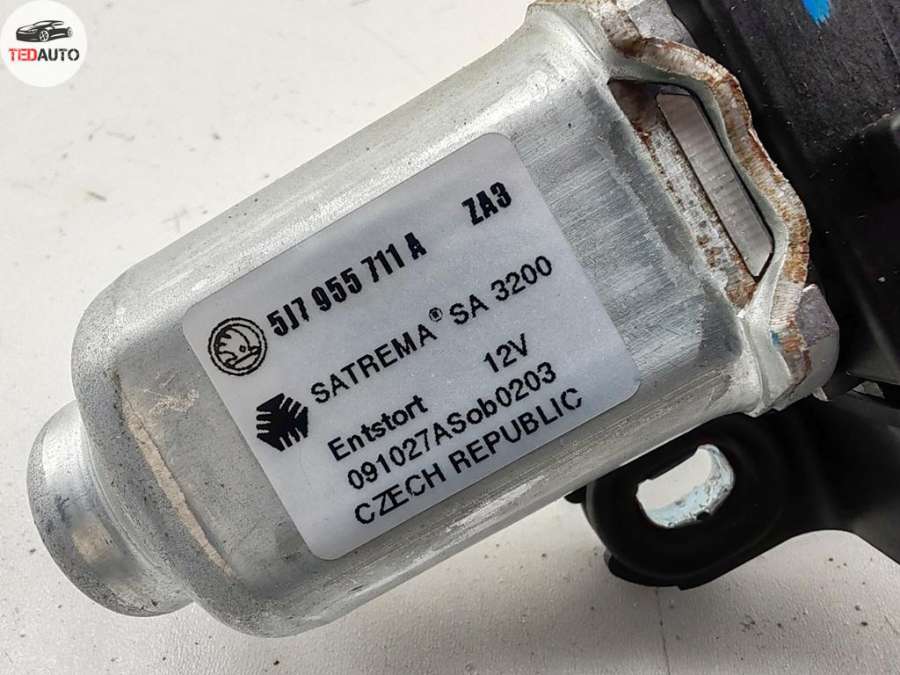 TEDAUTO
5J7 955 711 A ZA3
SATREMA® SA 3200
Entstort 12V
091027ASob0203
CZECH REPUBLIC